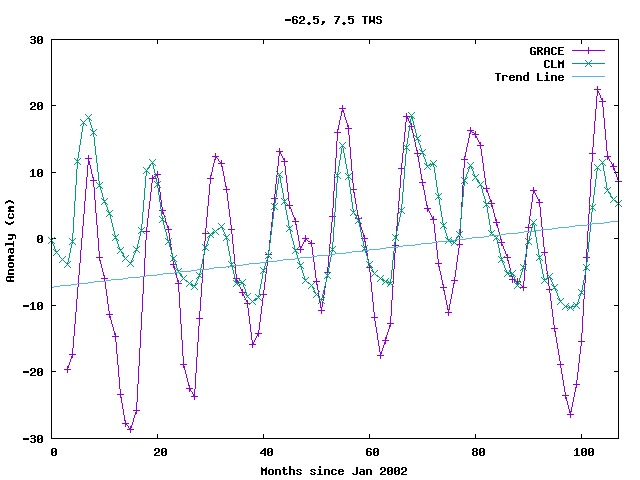 -62.5, 7.5 TWS
GRACE
CLM
Trend Line
30
20
10
0
-10
-20
-30
Anomaly (cm)
0 20 40 60 80 100
Months since Jan 2002